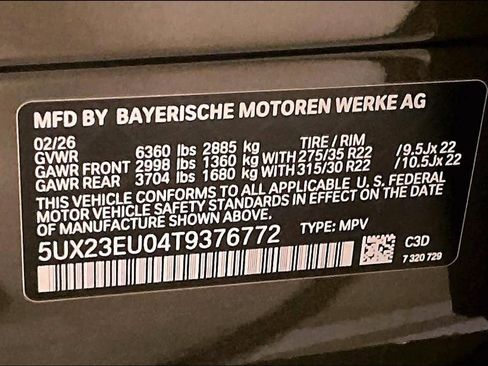 MFD BY BAYERISCHE MOTOREN WERKE AG
02/26 TIRE / RIM
GVWR 6360 lbs 2885 kg
GAWR FRONT 2998 lbs 1360 kg WITH 275/35 R22 /9.5Jx 22
GAWR REAR 3704 lbs 1680 kg WITH 315/30 R22 /10.5Jx 22
THIS VEHICLE CONFORMS TO ALL APPLICABLE U. S. FEDERAL
MOTOR VEHICLE SAFETY STANDARDS IN EFFECT ON THE DATE
OF MANUFACTURE SHOWN ABOVE.
5UX23EU04T9376772 TYPE: MPV
C3D
7 320 729